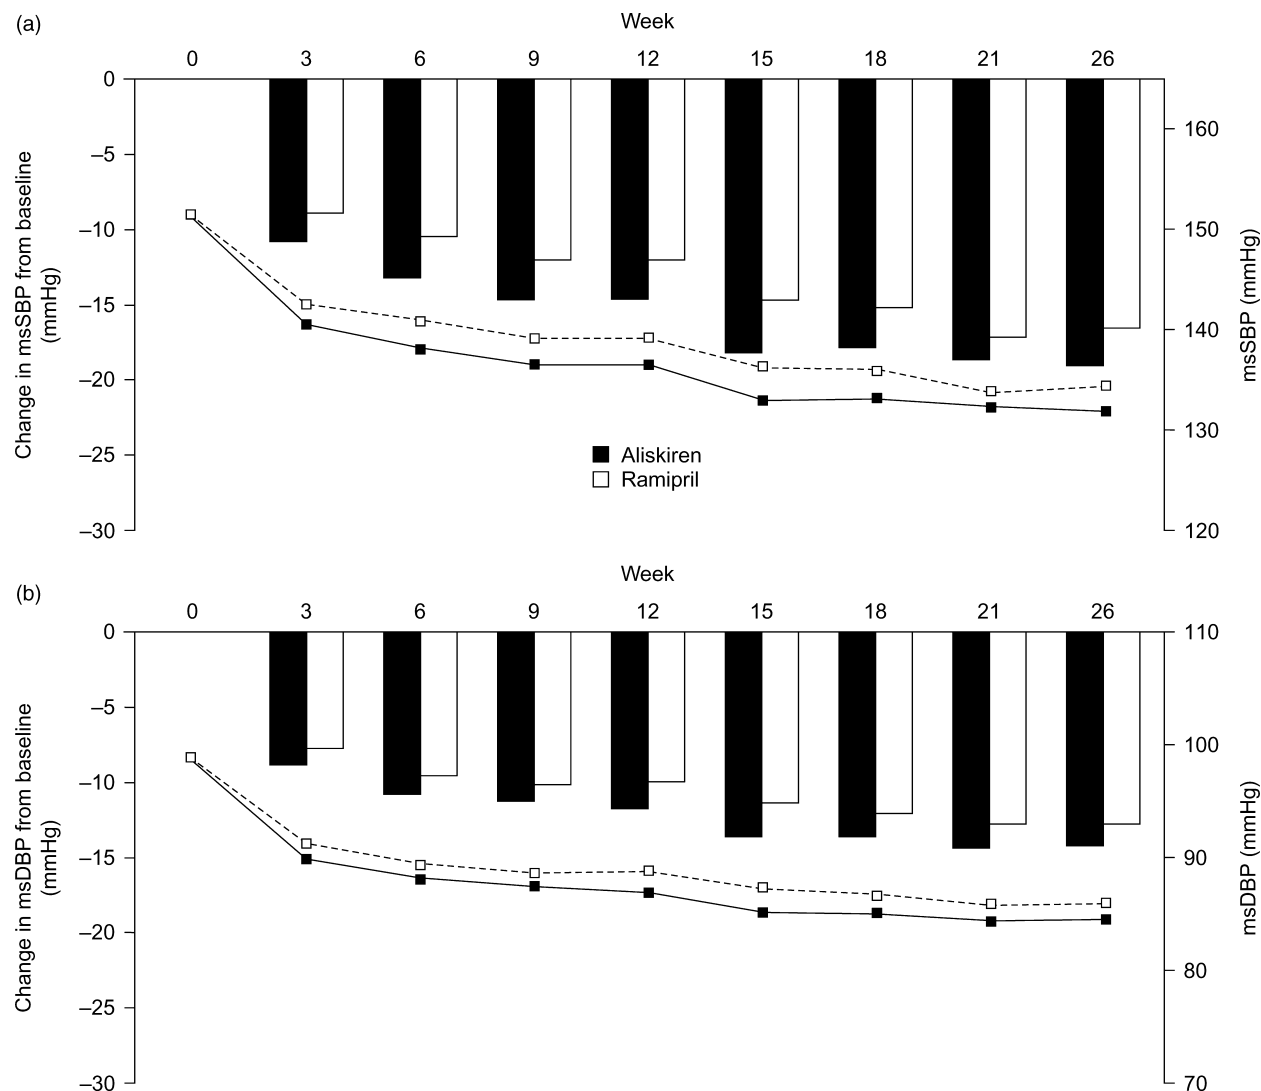 (a)
Week
0 3 6 9 12 15 18 21 26
0
–5
–10
–15
–20
–25
–30
Change in msSBP from baseline
(mmHg)
160
150
140
130
120
msSBP (mmHg)
Aliskiren
Ramipril
(b)
Week
0 3 6 9 12 15 18 21 26
0
–5
–10
–15
–20
–25
–30
Change in msDBP from baseline
(mmHg)
110
100
90
80
70
msDBP (mmHg)